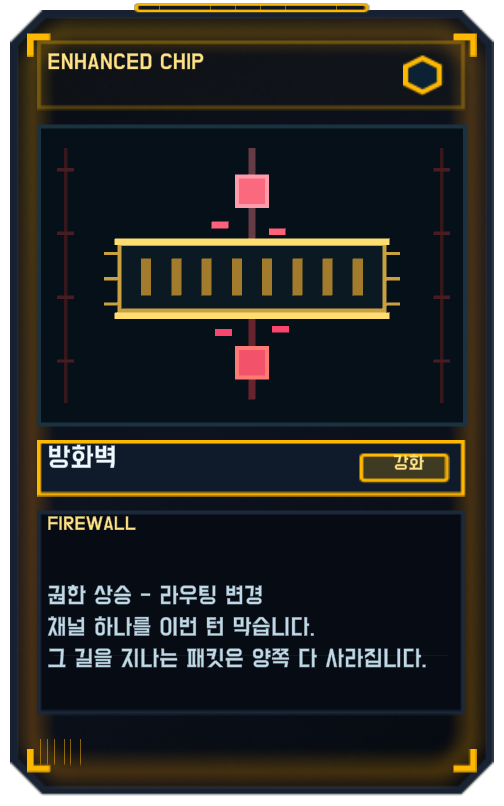 ENHANCED CHIP
방화벽
강화
FIREWALL
권한 상승 - 라우팅 변경
채널 하나를 이번 턴 막습니다.
그 길을 지나는 패킷은 양쪽 다 사라집니다.